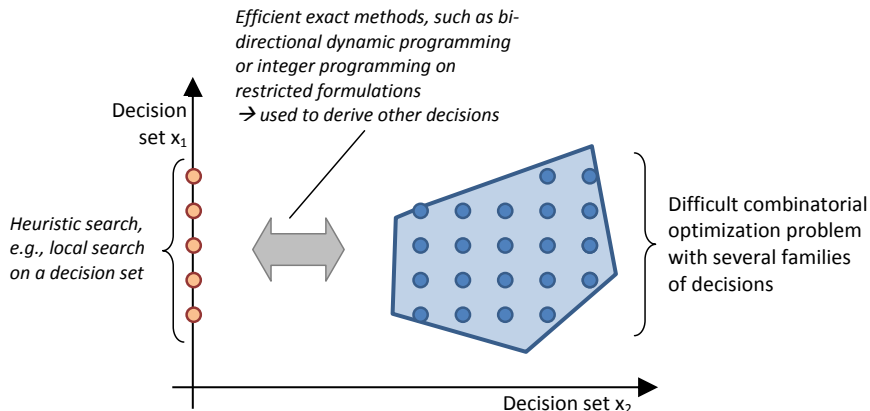 Efficient exact methods, such as bi-
directional dynamic programming
or integer programming on
restricted formulations
→ used to derive other decisions
Decision
set x₁
Heuristic search,
e.g., local search
on a decision set
Difficult combinatorial
optimization problem
with several families
of decisions
Decision set x₂